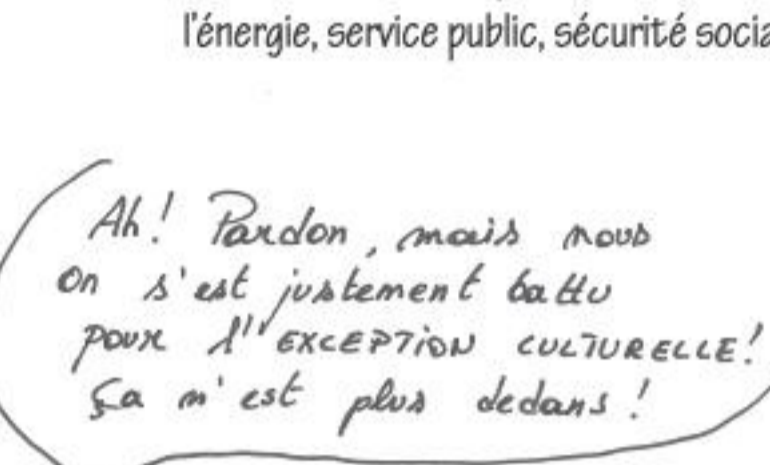 l'énergie, service public, sécurité socia
Ah! Pardon, mais nous
on s'est justement battu
pour l'"EXCEPTION CULTURELLE!
Ça n'est plus dedans!